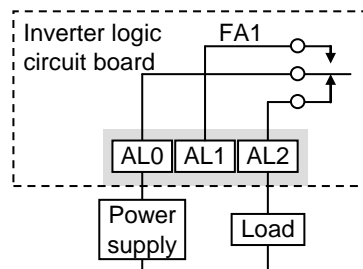 Inverter logic
circuit board
FA1
AL0 AL1 AL2
Power
supply
Load